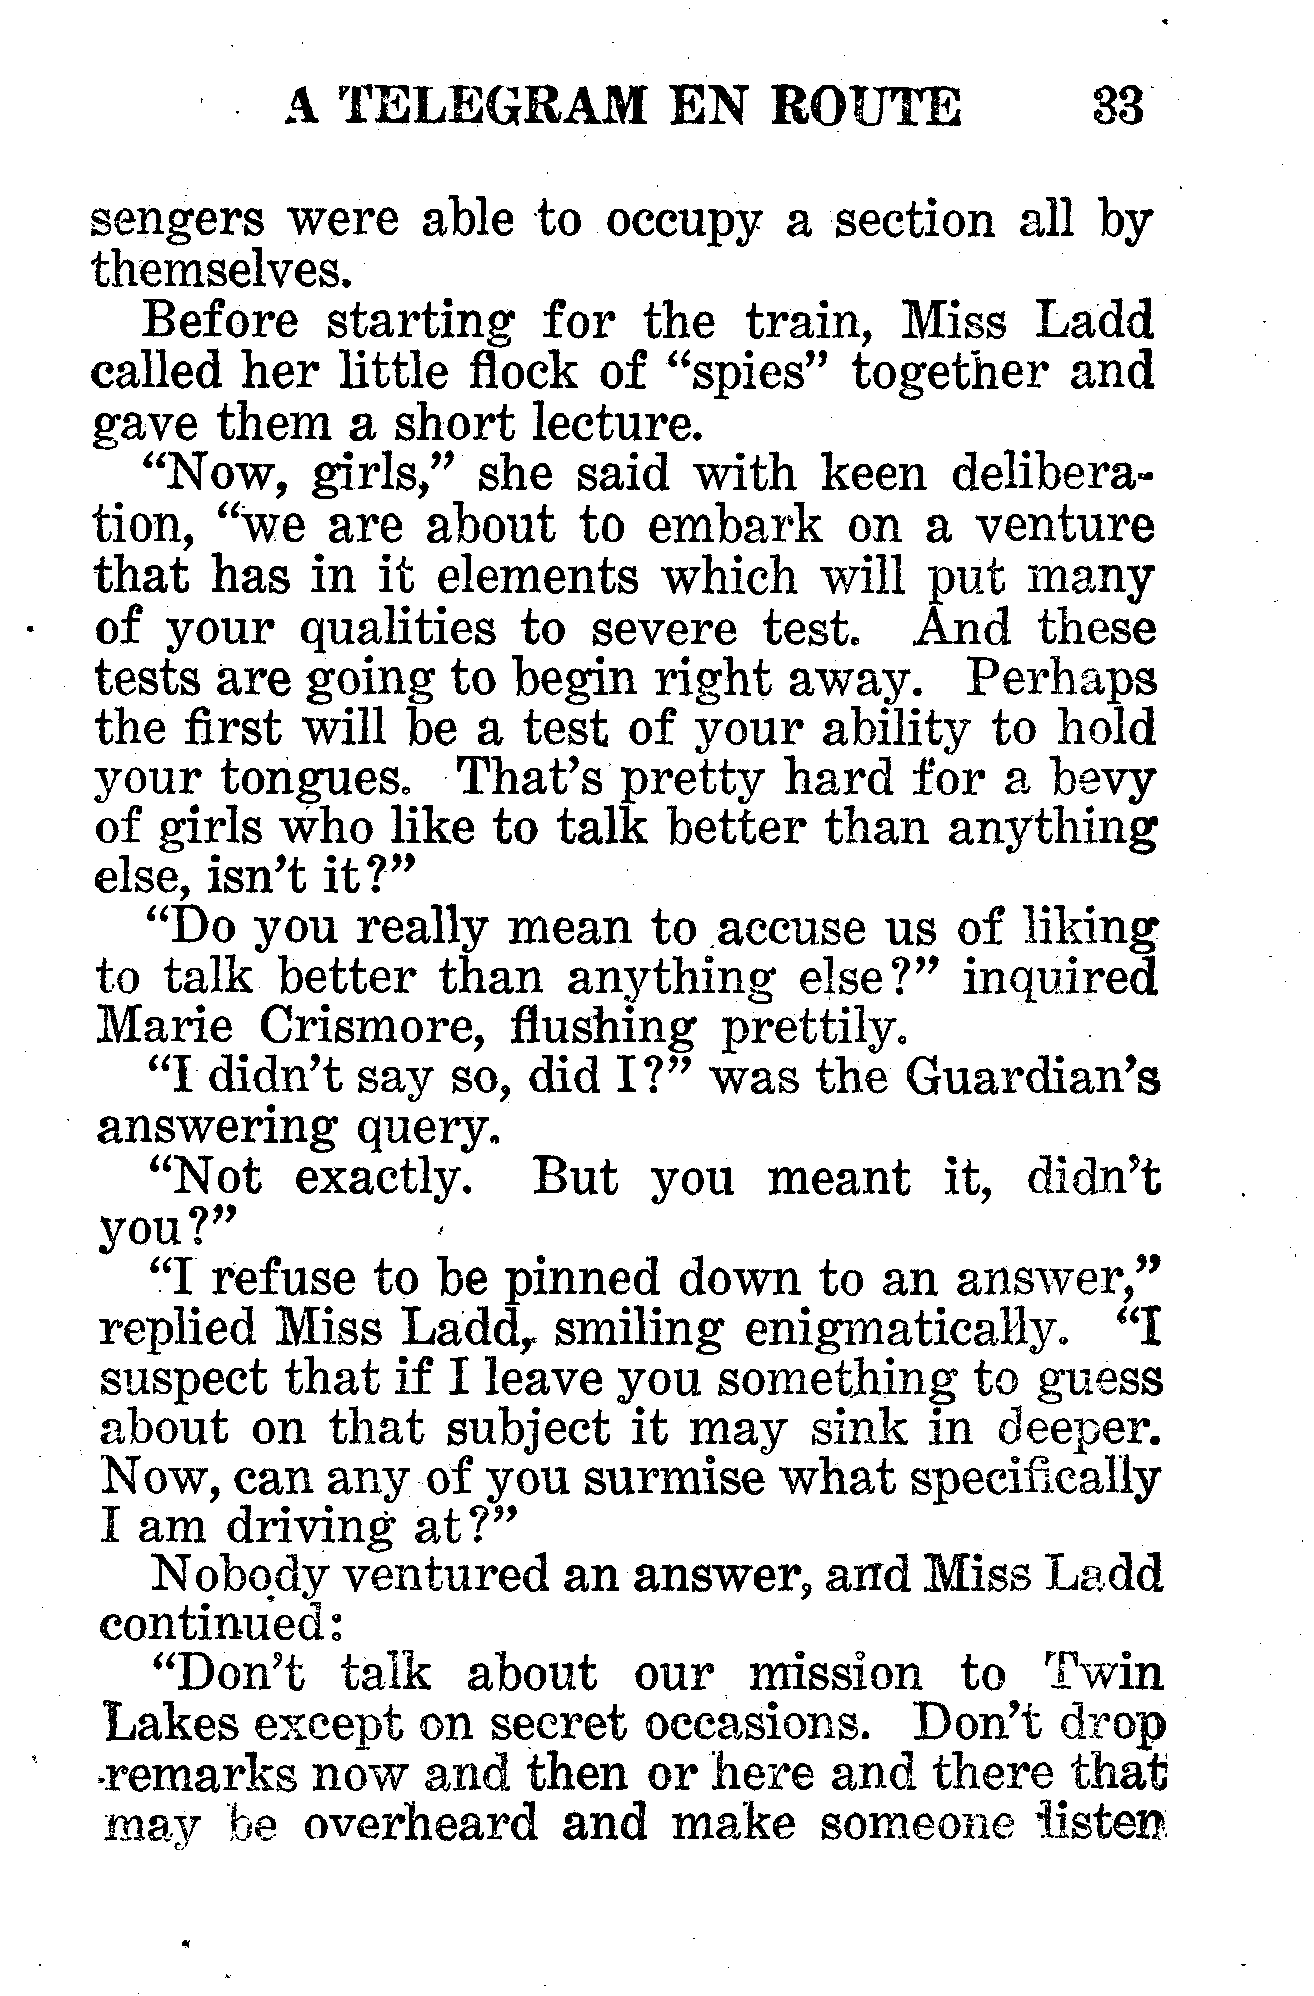 A TELEGRAM EN ROUTE 33
sengers were able to occupy a section all by
themselves.
Before starting for the train, Miss Ladd
called her little flock of “spies” together and
gave them a short lecture.
“Now, girls,” she said with keen delibera-
tion, “we are about to embark on a venture
that has in it elements which will put many
of your qualities to severe test. And these
tests are going to begin right away. Perhaps
the first will be a test of your ability to hold
your tongues. That’s pretty hard for a bevy
of girls who like to talk better than anything
else, isn’t it?”
“Do you really mean to accuse us of liking
to talk better than anything else?” inquired
Marie Crismore, flushing prettily.
“I didn’t say so, did I?” was the Guardian’s
answering query.
“Not exactly. But you meant it, didn’t
you?”
“I refuse to be pinned down to an answer,”
replied Miss Ladd, smiling enigmatically. “I
suspect that if I leave you something to guess
about on that subject it may sink in deeper.
Now, can any of you surmise what specifically
I am driving at?”
Nobody ventured an answer, and Miss Ladd
continued:
“Don’t talk about our mission to Twin
Lakes except on secret occasions. Don’t drop
remarks now and then or here and there that
may be overheard and make someone listen